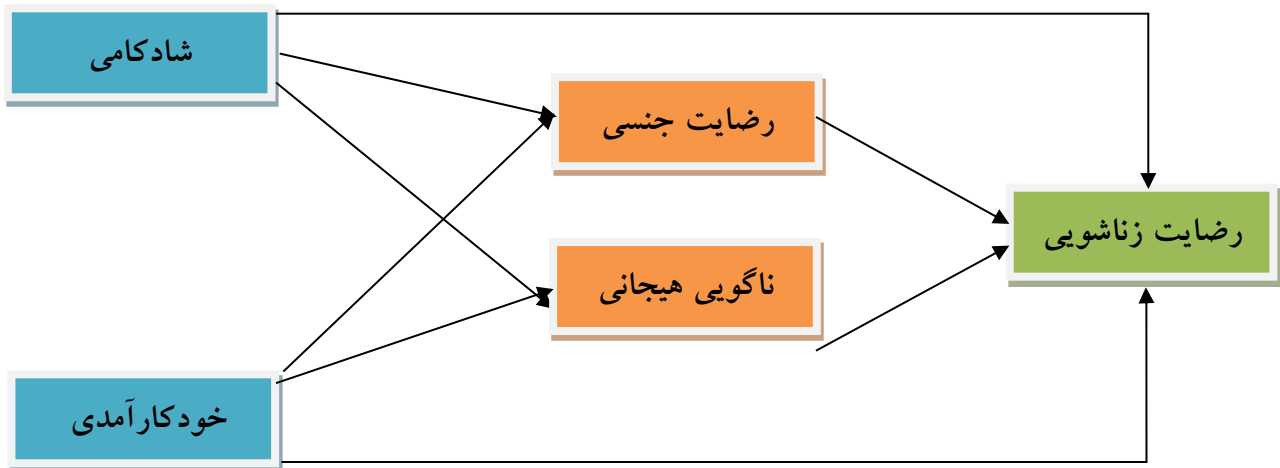 شادکامی
رضایت جنسی
رضایت زناشویی
ناگویی هیجانی
خودکارآمدی